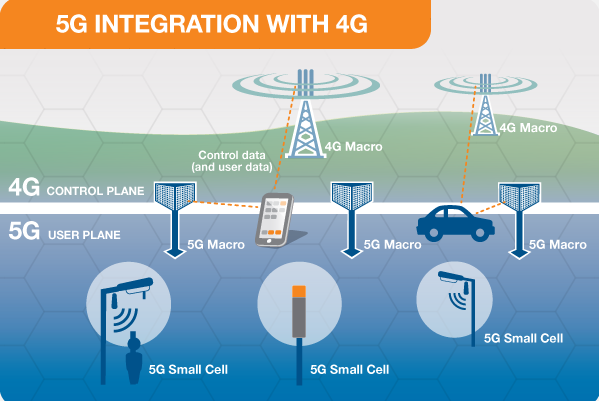 5G INTEGRATION WITH 4G
4G Macro
4G Macro
Control data
(and user data)
4G CONTROL PLANE
5G USER PLANE
5G Macro
5G Macro
5G Macro
5G Small Cell
5G Small Cell
5G Small Cell